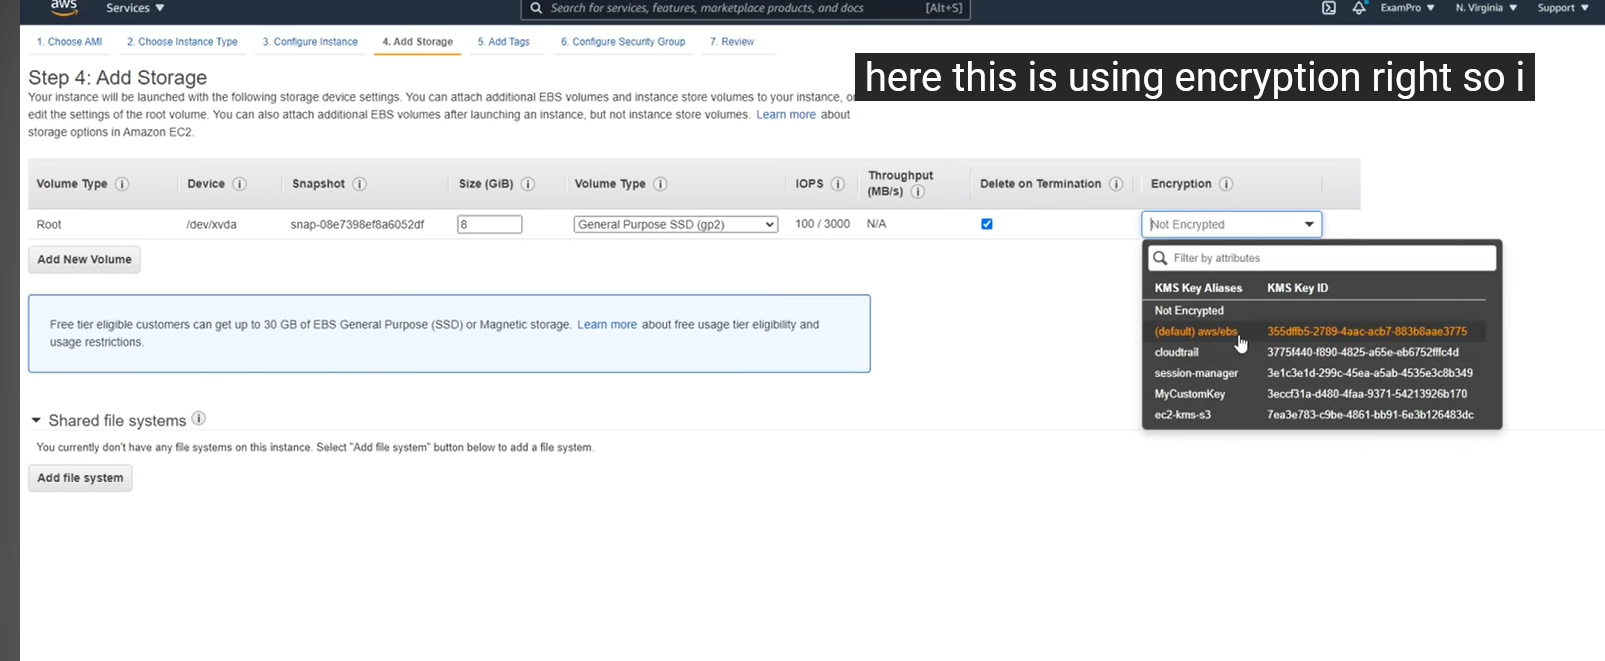 aws
Services
Search for services, features, marketplace products, and docs
[Alt+S]
ExamPro
N. Virginia
Support
1. Choose AMI 2. Choose Instance Type 3. Configure Instance 4. Add Storage 5. Add Tags 6. Configure Security Group 7. Review
here this is using encryption right so i
Step 4: Add Storage
Your instance will be launched with the following storage device settings. You can attach additional EBS volumes and instance store volumes to your instance, or
edit the settings of the root volume. You can also attach additional EBS volumes after launching an instance, but not instance store volumes. Learn more about
storage options in Amazon EC2.
Volume Type Device Snapshot Size (GiB) Volume Type IOPS Throughput (MB/s) Delete on Termination Encryption
Root /dev/xvda snap-08e7398ef8a6052df 8 General Purpose SSD (gp2) 100 / 3000 N/A Not Encrypted
Add New Volume
Filter by attributes
KMS Key Aliases KMS Key ID
Not Encrypted
(default) aws/ebs 355dffb5-2789-4aac-acb7-883b8aae3775
cloudtrail 3775f440-f890-4825-a65e-eb6752fffc4d
session-manager 3e1c3e1d-299c-45ea-a5ab-4535e3c8b349
MyCustomKey 3eccf31a-d480-4faa-9371-54213926b170
ec2-kms-s3 7ea3e783-c9be-4861-bb91-6e3b126483dc
Free tier eligible customers can get up to 30 GB of EBS General Purpose (SSD) or Magnetic storage. Learn more about free usage tier eligibility and
usage restrictions.
Shared file systems
You currently don't have any file systems on this instance. Select "Add file system" button below to add a file system.
Add file system